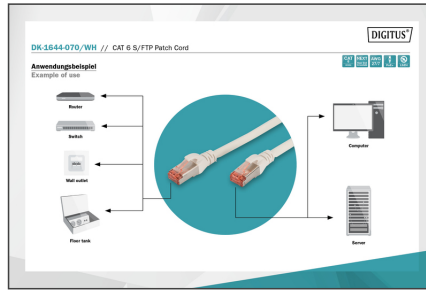 DIGITUS®
DK-1644-070/WH // CAT 6 S/FTP Patch Cord
Anwendungsbeispiel
Example of use
Router
Switch
Wall outlet
Floor tank
Computer
Server